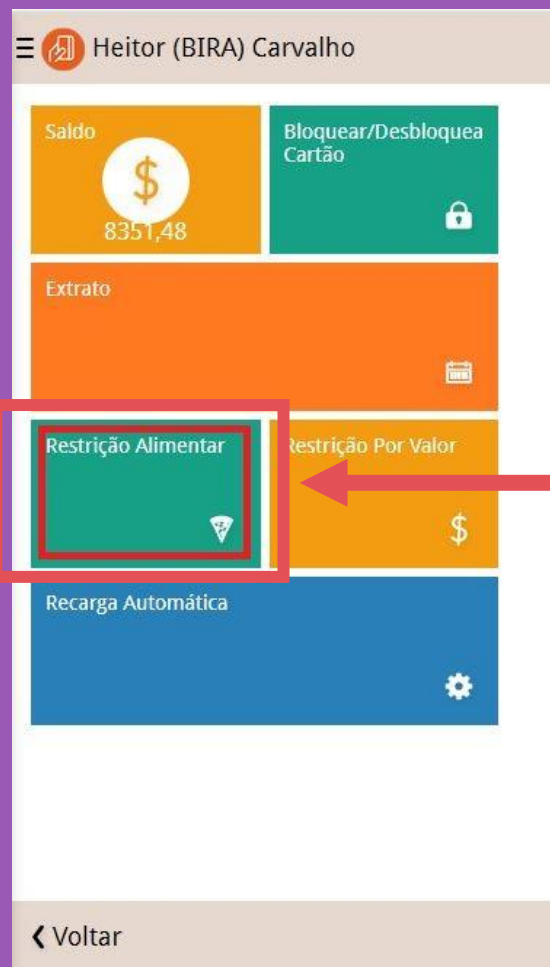 Heitor (BIRA) Carvalho
Saldo
$
8351,48
Bloquear/Desbloquea
Cartão
Extrato
Restrição Alimentar
Restrição Por Valor
$
Recarga Automática
Voltar